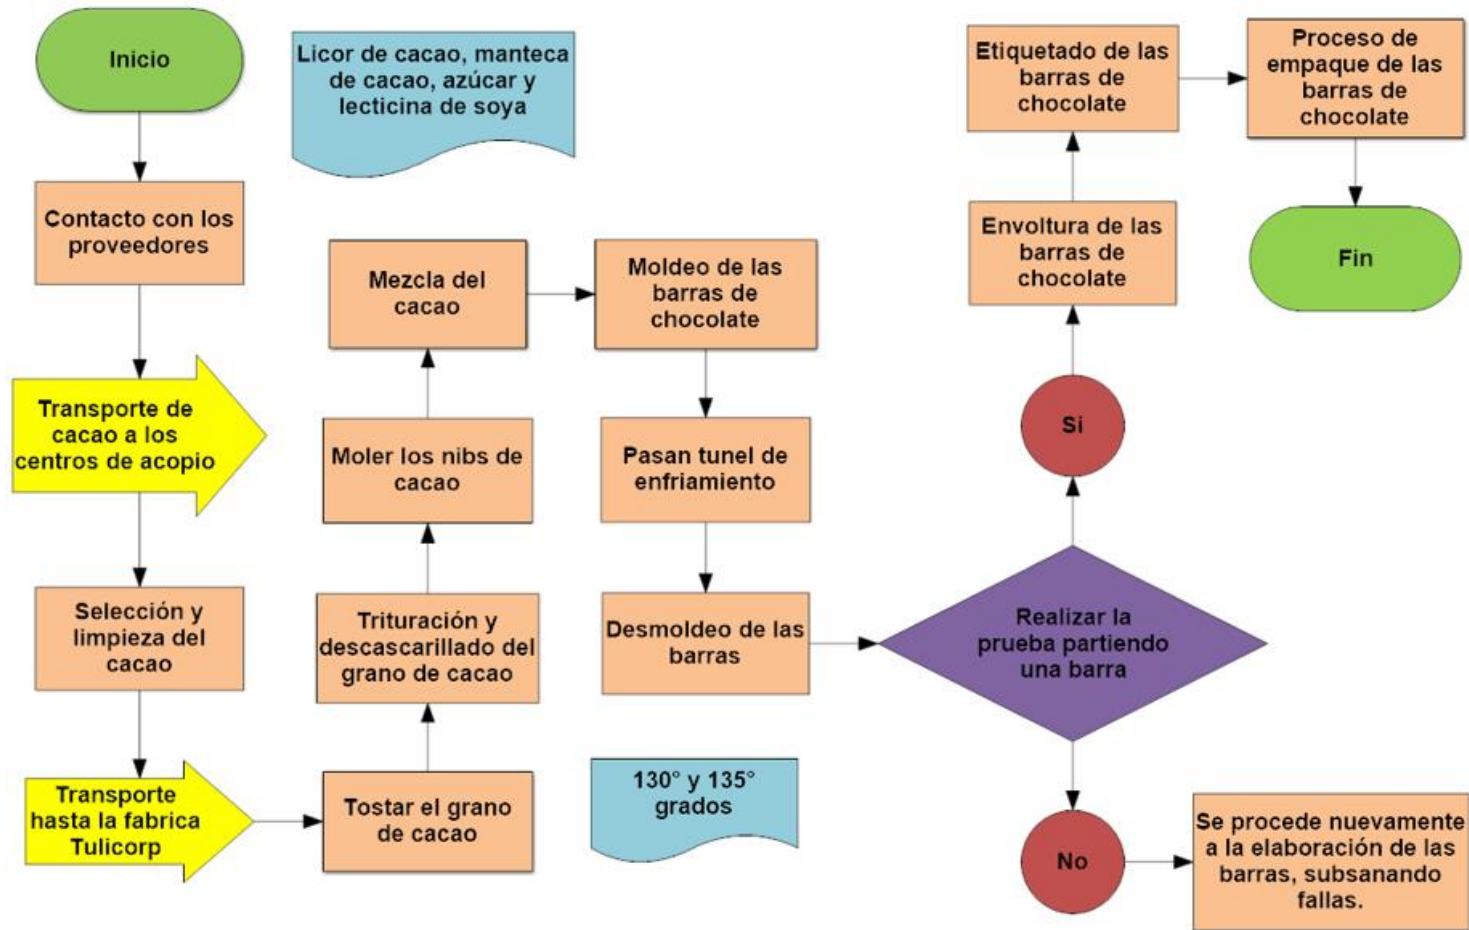 Inicio
Contacto con los
proveedores
Transporte de
cacao a los
centros de acopio
Selección y
limpieza del
cacao
Transporte
hasta la fabrica
Tulicorp
Licor de cacao, manteca
de cacao, azúcar y
lecticina de soya
Tostar el grano
de cacao
130° y 135°
grados
Trituración y
descascarillado del
grano de cacao
Moler los nibs de
cacao
Mezcla del
cacao
Moldeo de las
barras de
chocolate
Pasan tunel de
enfriamiento
Desmoldeo de las
barras
Realizar la
prueba partiendo
una barra
Si
Envoltura de las
barras de
chocolate
Etiquetado de las
barras de
chocolate
Proceso de
empaque de las
barras de
chocolate
Fin
No
Se procede nuevamente
a la elaboración de las
barras, subsanando
fallas.